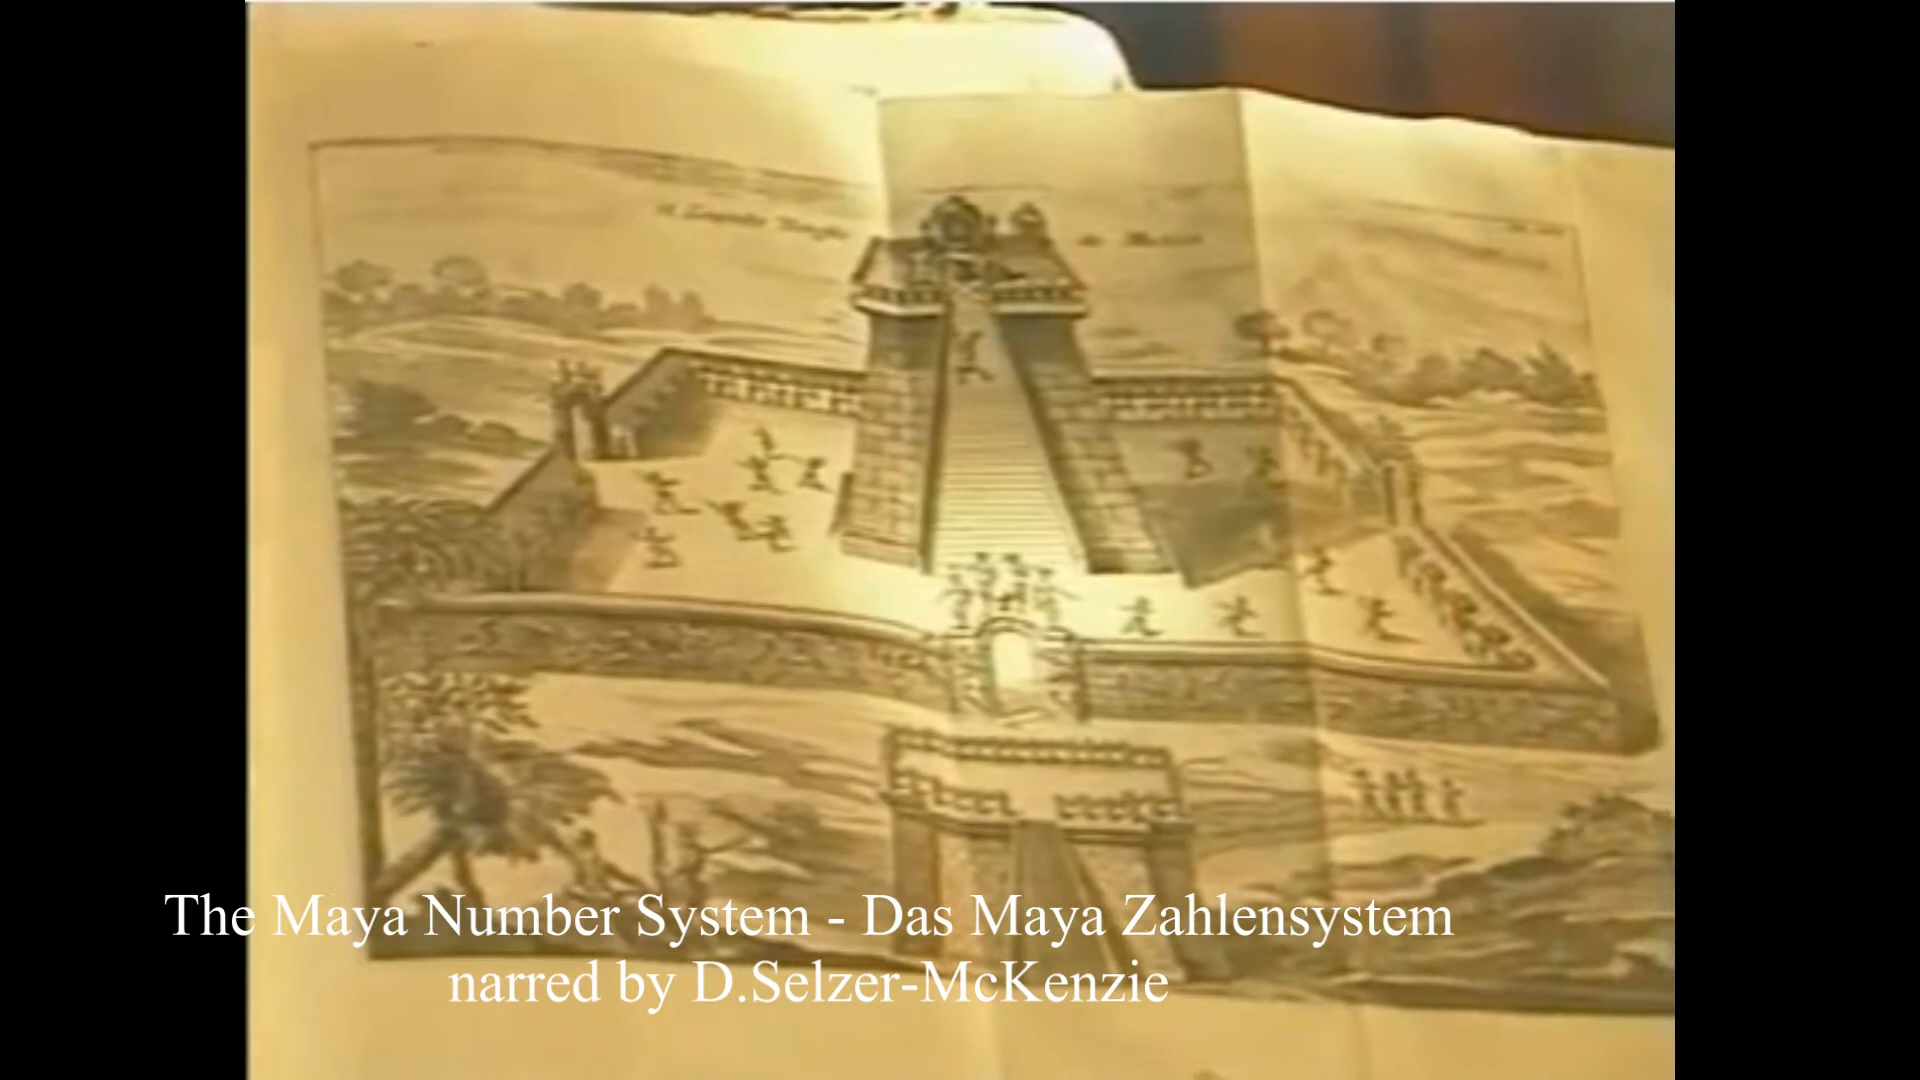 The Maya Number System - Das Maya Zahlensystem
narred by D.Selzer-McKenzie